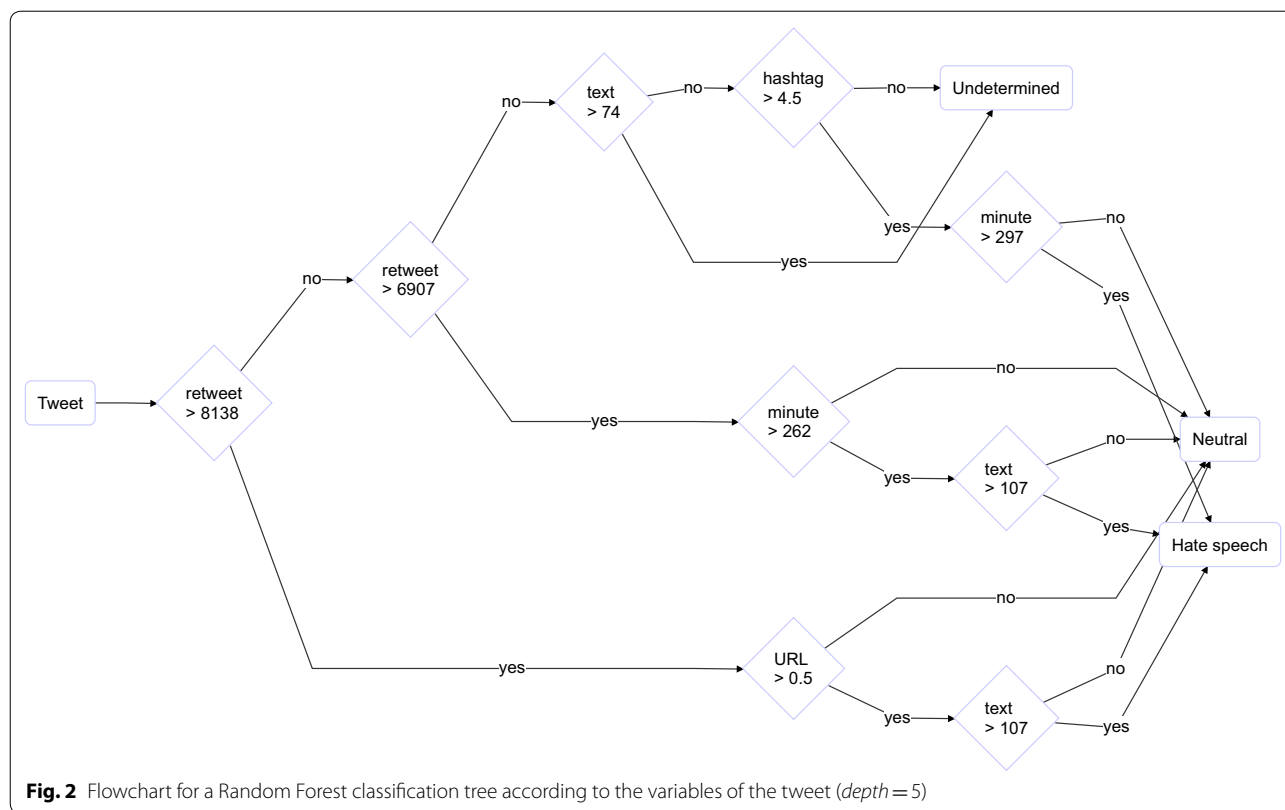 Tweet
retweet
> 8138
no
yes
retweet
> 6907
no
yes
text
> 74
no
yes
hashtag
> 4.5
no
yes
Undetermined
minute
> 297
no
yes
minute
> 262
no
yes
text
> 107
no
yes
URL
> 0.5
no
yes
text
> 107
no
yes
Neutral
Hate speech
Fig. 2 Flowchart for a Random Forest classification tree according to the variables of the tweet (depth = 5)